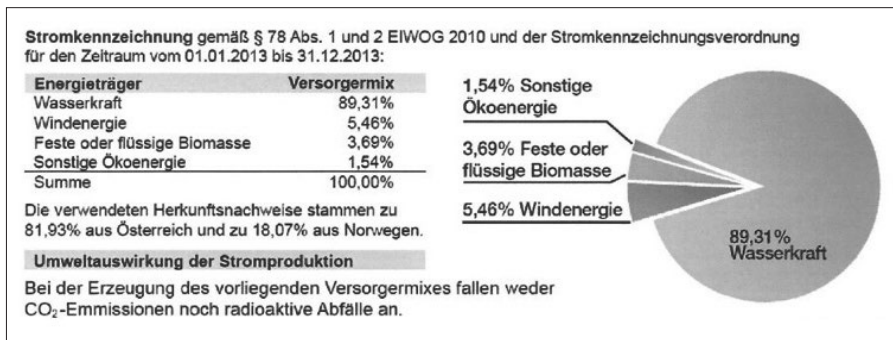 Stromkennzeichnung gemäß § 78 Abs. 1 und 2 ElWOG 2010 und der Stromkennzeichnungsverordnung
für den Zeitraum vom 01.01.2013 bis 31.12.2013:
Energieträger Versorgermix
Wasserkraft 89,31%
Windenergie 5,46%
Feste oder flüssige Biomasse 3,69%
Sonstige Ökoenergie 1,54%
Summe 100,00%
Die verwendeten Herkunftsnachweise stammen zu
81,93% aus Österreich und zu 18,07% aus Norwegen.
Umweltauswirkung der Stromproduktion
Bei der Erzeugung des vorliegenden Versorgermixes fallen weder
CO₂-Emmissionen noch radioaktive Abfälle an.
1,54% Sonstige
Ökoenergie
3,69% Feste oder
flüssige Biomasse
5,46% Windenergie
89,31%
Wasserkraft